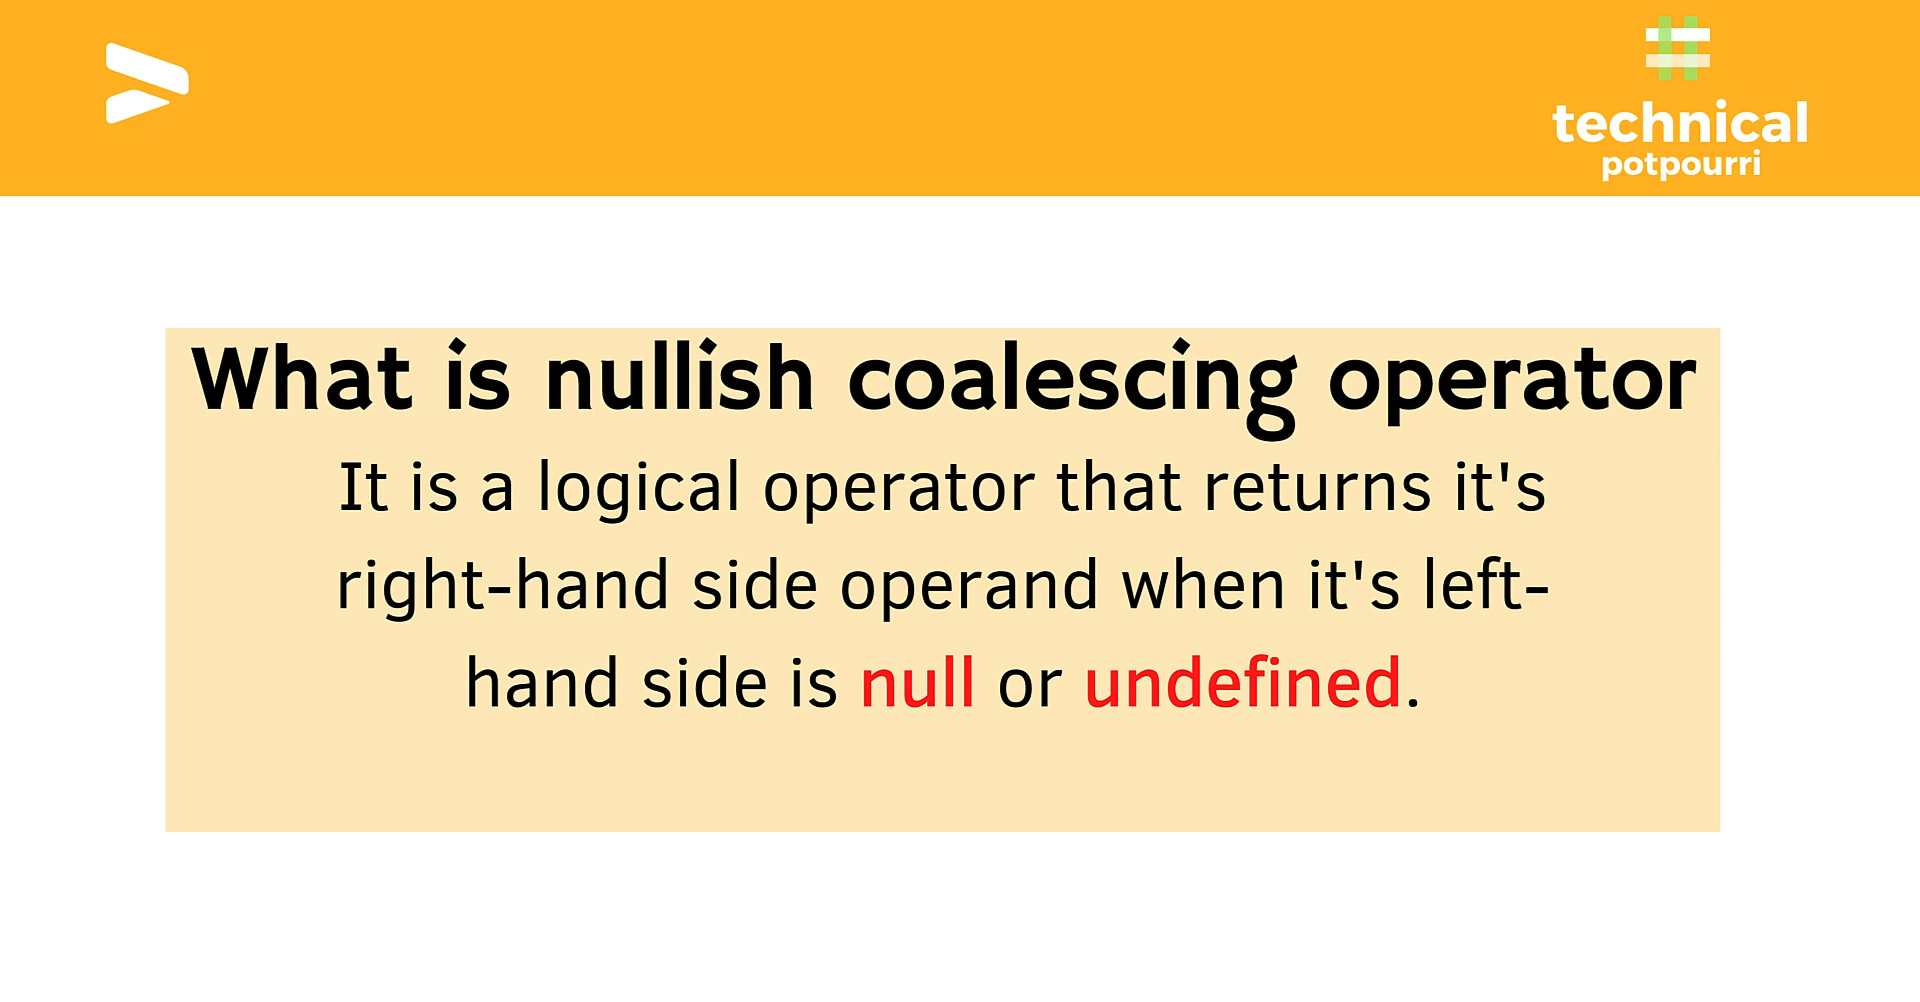 technical
potpourri
What is nullish coalescing operator
It is a logical operator that returns it's
right-hand side operand when it's left-
hand side is null or undefined.